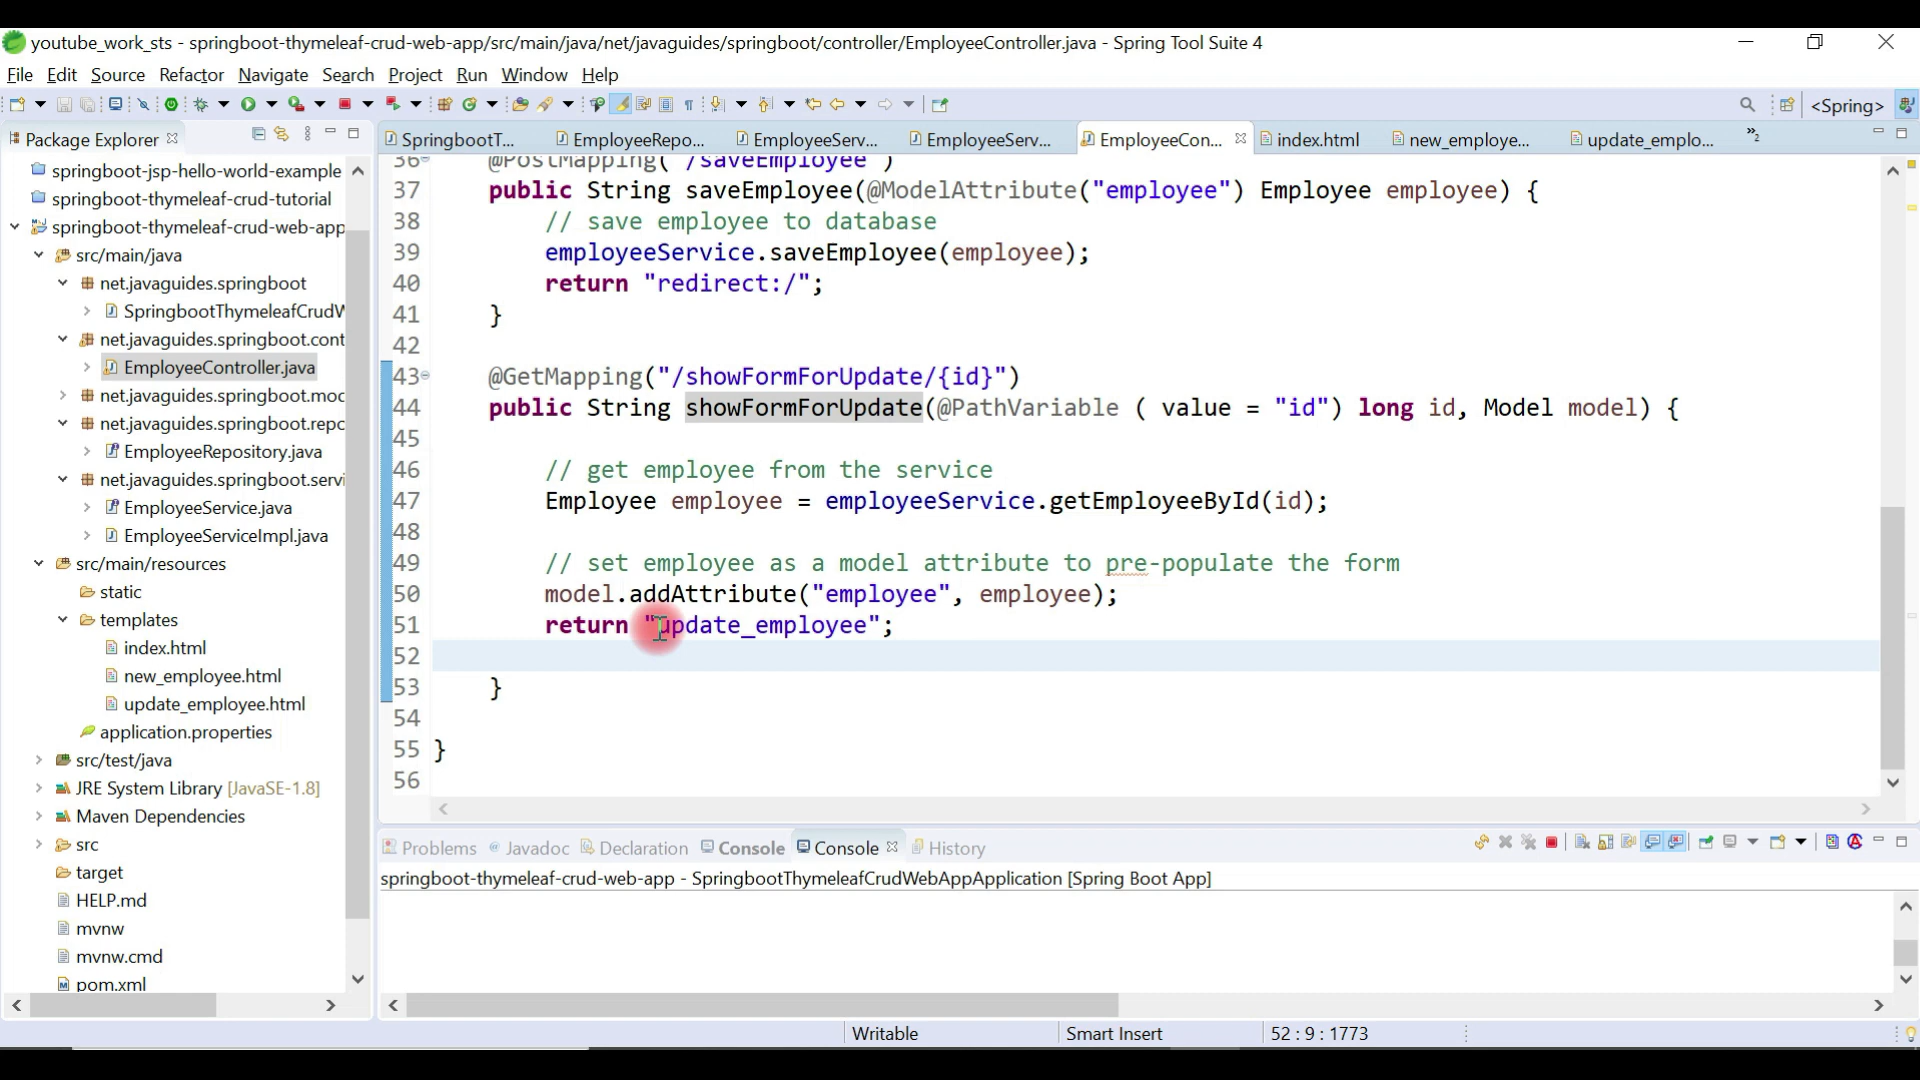 youtube_work_sts - springboot-thymeleaf-crud-web-app/src/main/java/net/javaguides/springboot/controller/EmployeeController.java - Spring Tool Suite 4
File Edit Source Refactor Navigate Search Project Run Window Help
<Spring>
Package Explorer
SpringbootT... EmployeeRepo... EmployeeServ... EmployeeServ... EmployeeCon... index.html new_employe... update_emplo... »2
springboot-jsp-hello-world-example
springboot-thymeleaf-crud-tutorial
springboot-thymeleaf-crud-web-app
src/main/java
net.javaguides.springboot
SpringbootThymeleafCrudW
net.javaguides.springboot.cont
EmployeeController.java
net.javaguides.springboot.moc
net.javaguides.springboot.repc
EmployeeRepository.java
net.javaguides.springboot.servi
EmployeeService.java
EmployeeServiceImpl.java
src/main/resources
static
templates
index.html
new_employee.html
update_employee.html
application.properties
src/test/java
JRE System Library [JavaSE-1.8]
Maven Dependencies
src
target
HELP.md
mvnw
mvnw.cmd
pom.xml
36 @PostMapping("/saveEmployee")
37 public String saveEmployee(@ModelAttribute("employee") Employee employee) {
38 // save employee to database
39 employeeService.saveEmployee(employee);
40 return "redirect:/";
41 }
42
43 @GetMapping("/showFormForUpdate/{id}")
44 public String showFormForUpdate(@PathVariable ( value = "id") long id, Model model) {
45
46 // get employee from the service
47 Employee employee = employeeService.getEmployeeById(id);
48
49 // set employee as a model attribute to pre-populate the form
50 model.addAttribute("employee", employee);
51 return "update_employee";
52
53 }
54
55 }
56
Problems @ Javadoc Declaration Console Console History
springboot-thymeleaf-crud-web-app - SpringbootThymeleafCrudWebAppApplication [Spring Boot App]
Writable Smart Insert 52 : 9 : 1773